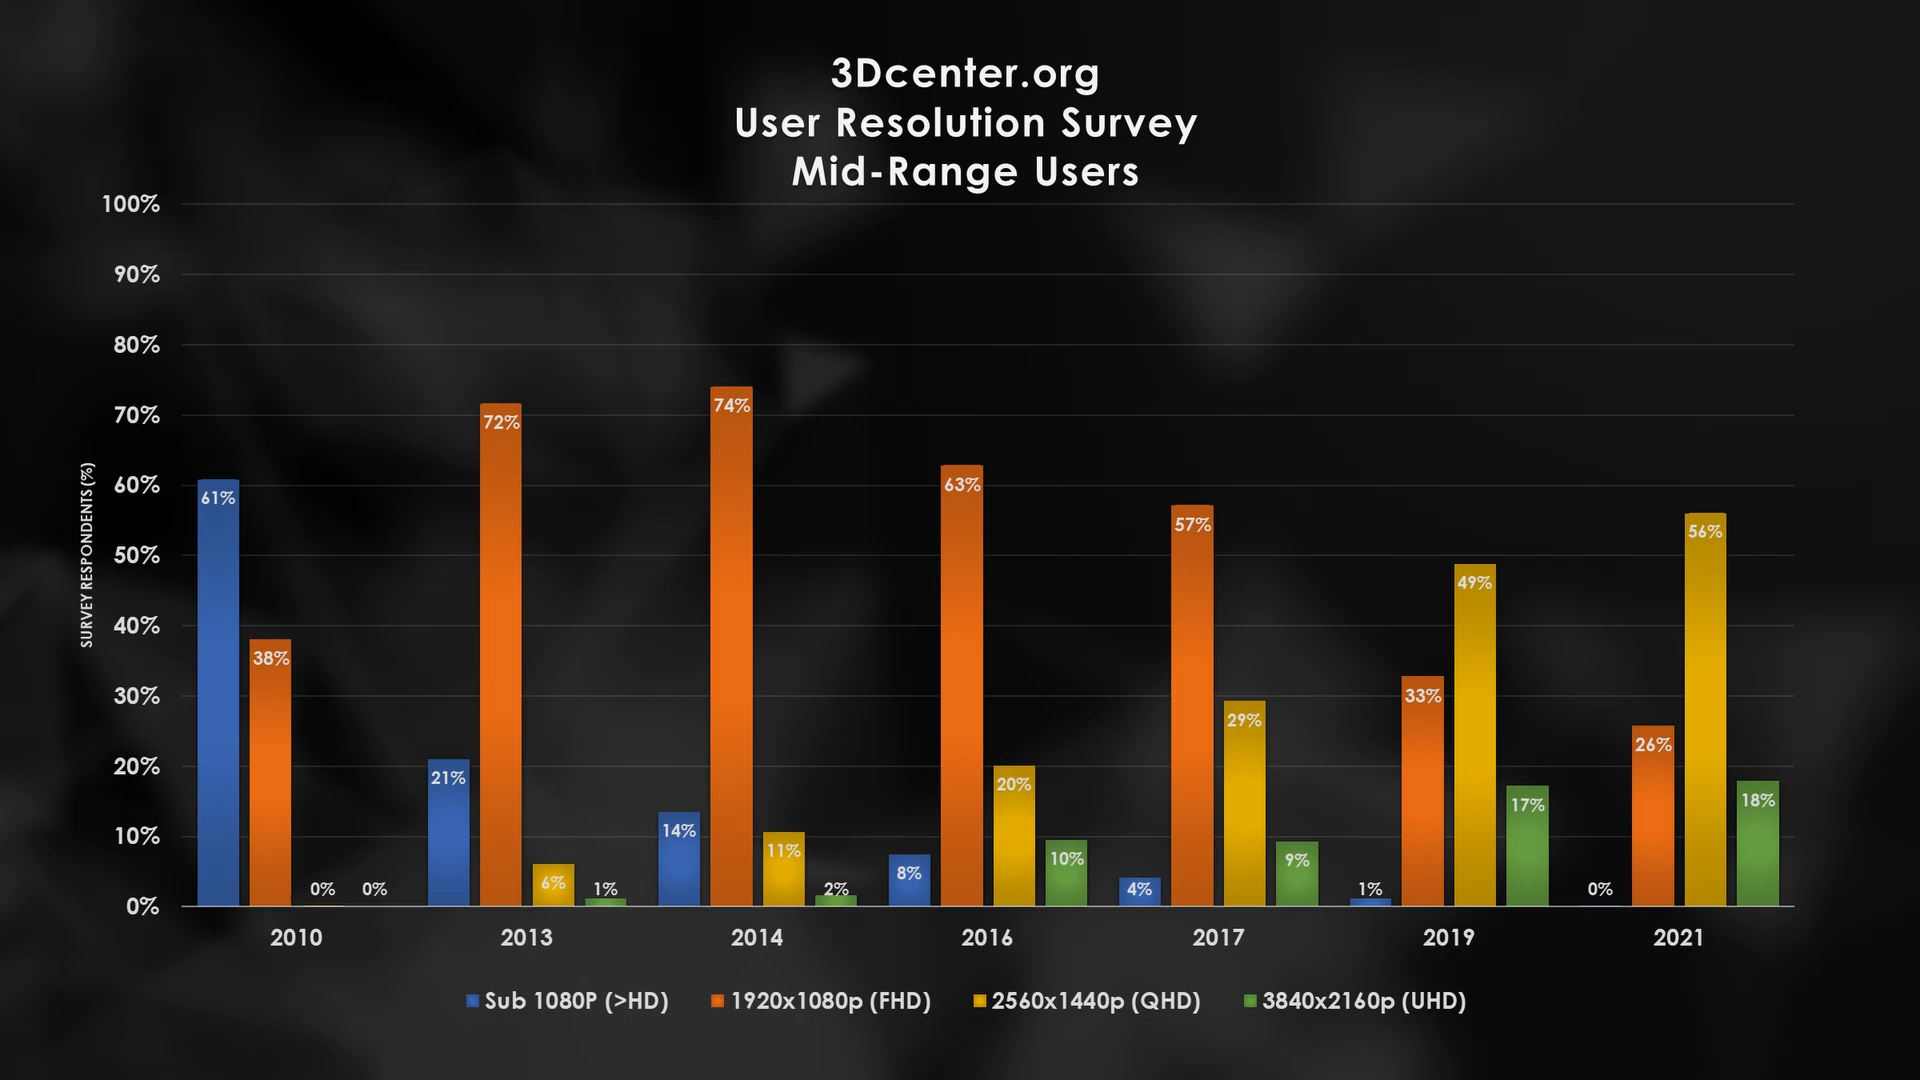 3Dcenter.org
User Resolution Survey
Mid-Range Users
SURVEY RESPONDENTS (%)
100%
90%
80%
70%
60%
50%
40%
30%
20%
10%
0%
61% 38% 0% 0%
21% 72% 6% 1%
14% 74% 11% 2%
8% 63% 20% 10%
4% 57% 29% 9%
1% 33% 49% 17%
0% 26% 56% 18%
2010 2013 2014 2016 2017 2019 2021
Sub 1080P (>HD) 1920x1080p (FHD) 2560x1440p (QHD) 3840x2160p (UHD)